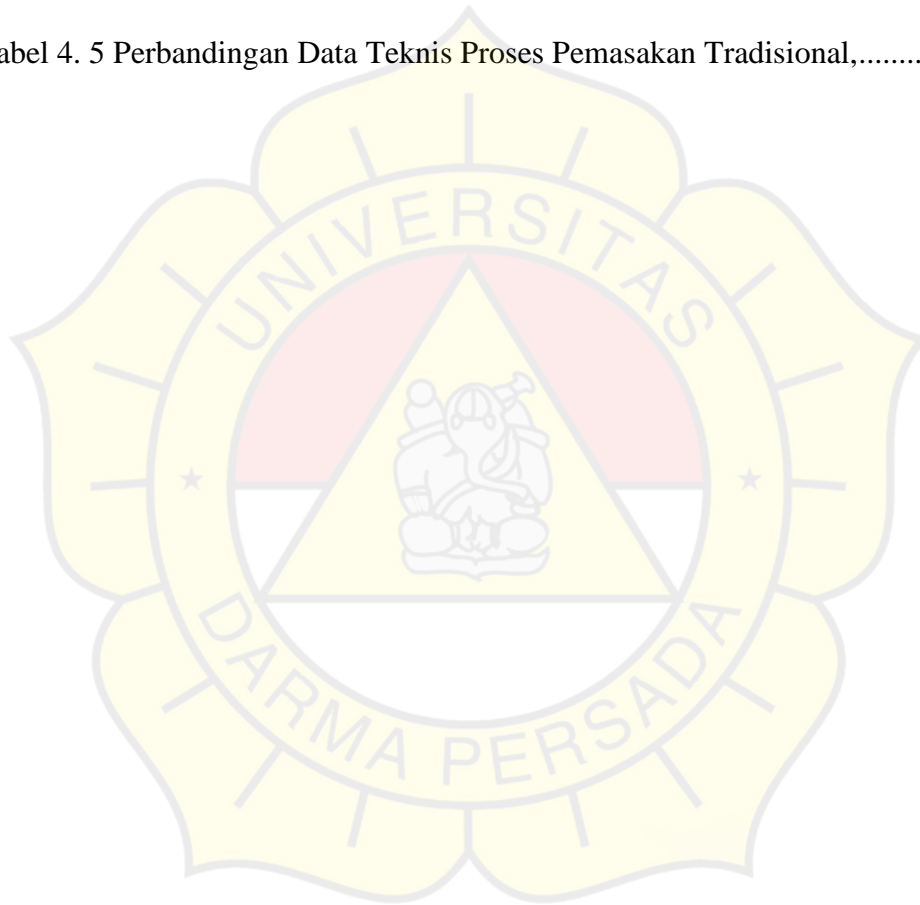 abel 4. 5 Perbandingan Data Teknis Proses Pemasakan Tradisional,........
UNIVERSITAS
DARMA PERSADA